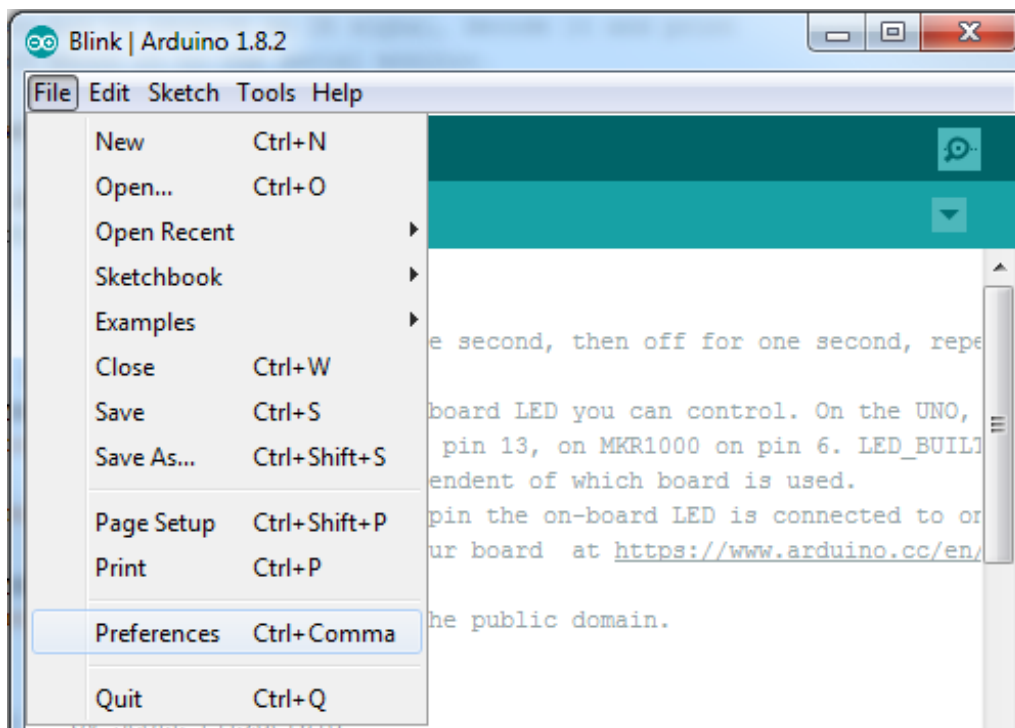 Blink | Arduino 1.8.2
File Edit Sketch Tools Help
New Ctrl+N
Open... Ctrl+O
Open Recent
Sketchbook
Examples
Close Ctrl+W
Save Ctrl+S
Save As... Ctrl+Shift+S
Page Setup Ctrl+Shift+P
Print Ctrl+P
Preferences Ctrl+Comma
Quit Ctrl+Q
e second, then off for one second, repe
board LED you can control. On the UNO,
pin 13, on MKR1000 on pin 6. LED_BUILT
endent of which board is used.
pin the on-board LED is connected to on
ur board at https://www.arduino.cc/en/
he public domain.